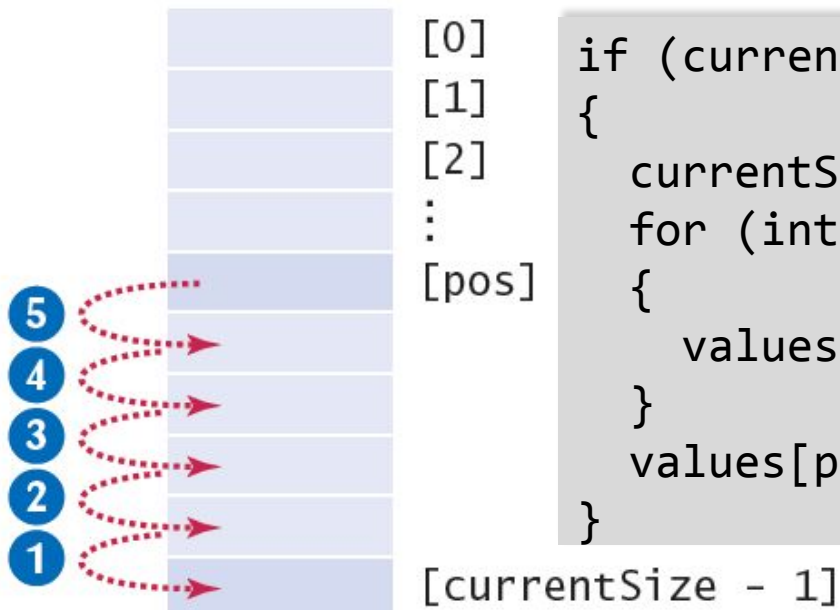 [0]
[1]
[2]
⋮
[pos]
[currentSize - 1]
5
4
3
2
1
if (curren
{
currentS
for (int
{
values
}
values[p
}